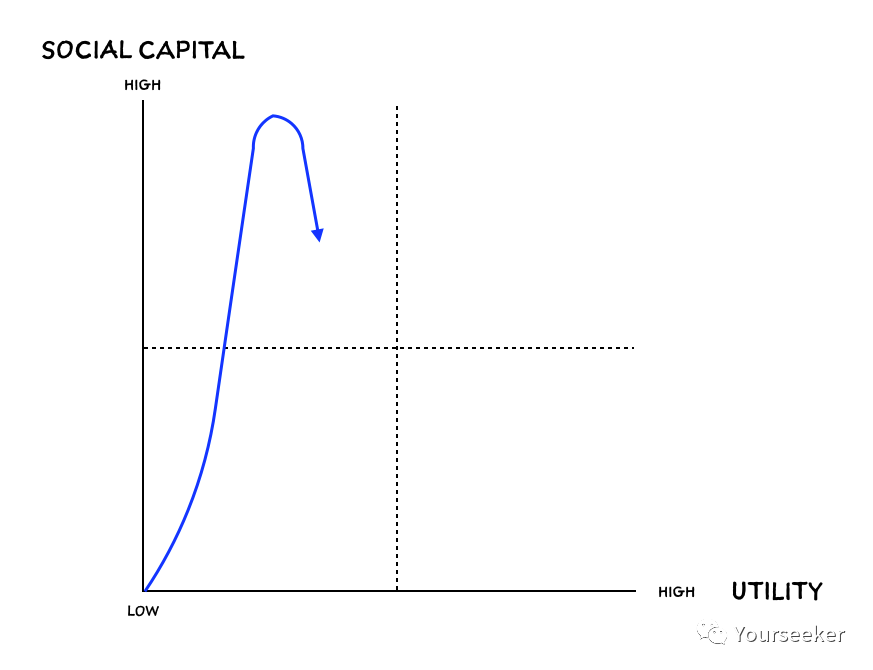 SOCIAL CAPITAL
HIGH
HIGH
UTILITY
LOW
Yourseeker